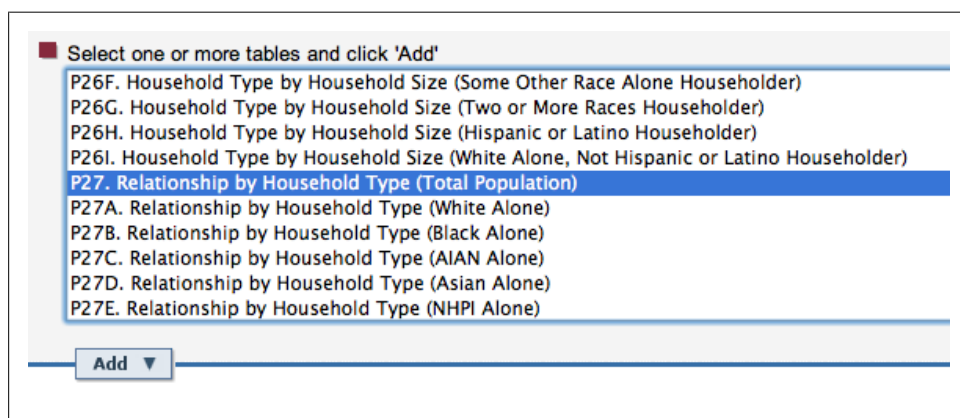 Select one or more tables and click 'Add'
P26F. Household Type by Household Size (Some Other Race Alone Householder)
P26G. Household Type by Household Size (Two or More Races Householder)
P26H. Household Type by Household Size (Hispanic or Latino Householder)
P26I. Household Type by Household Size (White Alone, Not Hispanic or Latino Householder)
P27. Relationship by Household Type (Total Population)
P27A. Relationship by Household Type (White Alone)
P27B. Relationship by Household Type (Black Alone)
P27C. Relationship by Household Type (AIAN Alone)
P27D. Relationship by Household Type (Asian Alone)
P27E. Relationship by Household Type (NHPI Alone)
Add ▼